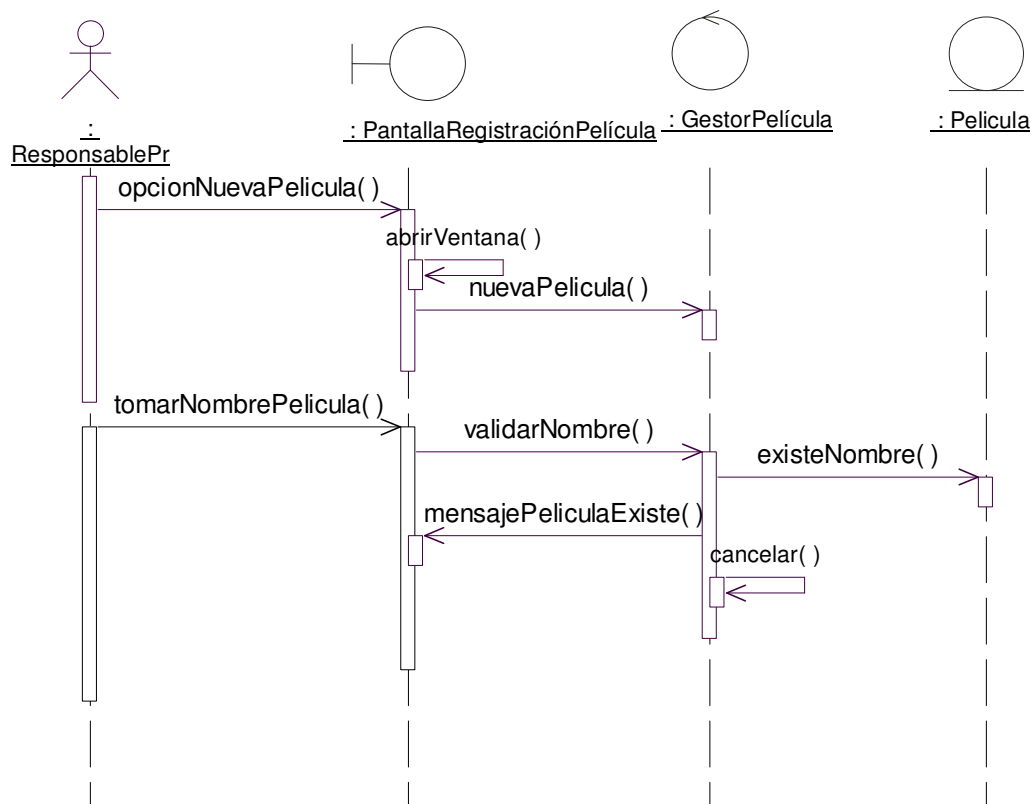 :
ResponsablePr
: PantallaRegistraciónPelícula
: GestorPelícula
: Pelicula
opcionNuevaPelicula( )
abrirVentana( )
nuevaPelicula( )
tomarNombrePelicula( )
validarNombre( )
existeNombre( )
mensajePeliculaExiste( )
cancelar( )